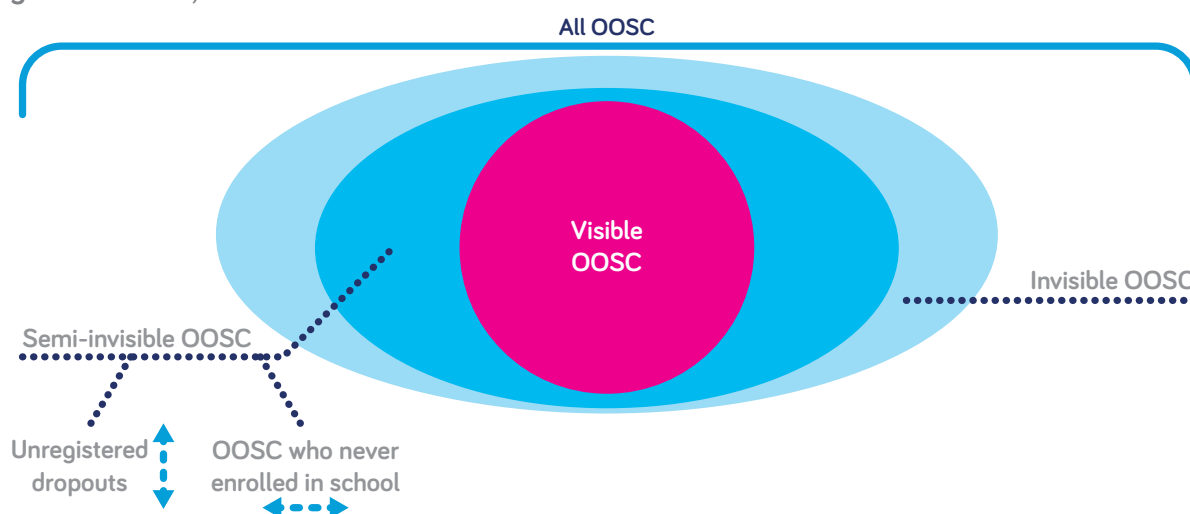 All OOSC
Visible
OOSC
Invisible OOSC
Semi-invisible OOSC
Unregistered
dropouts
OOSC who never
enrolled in school